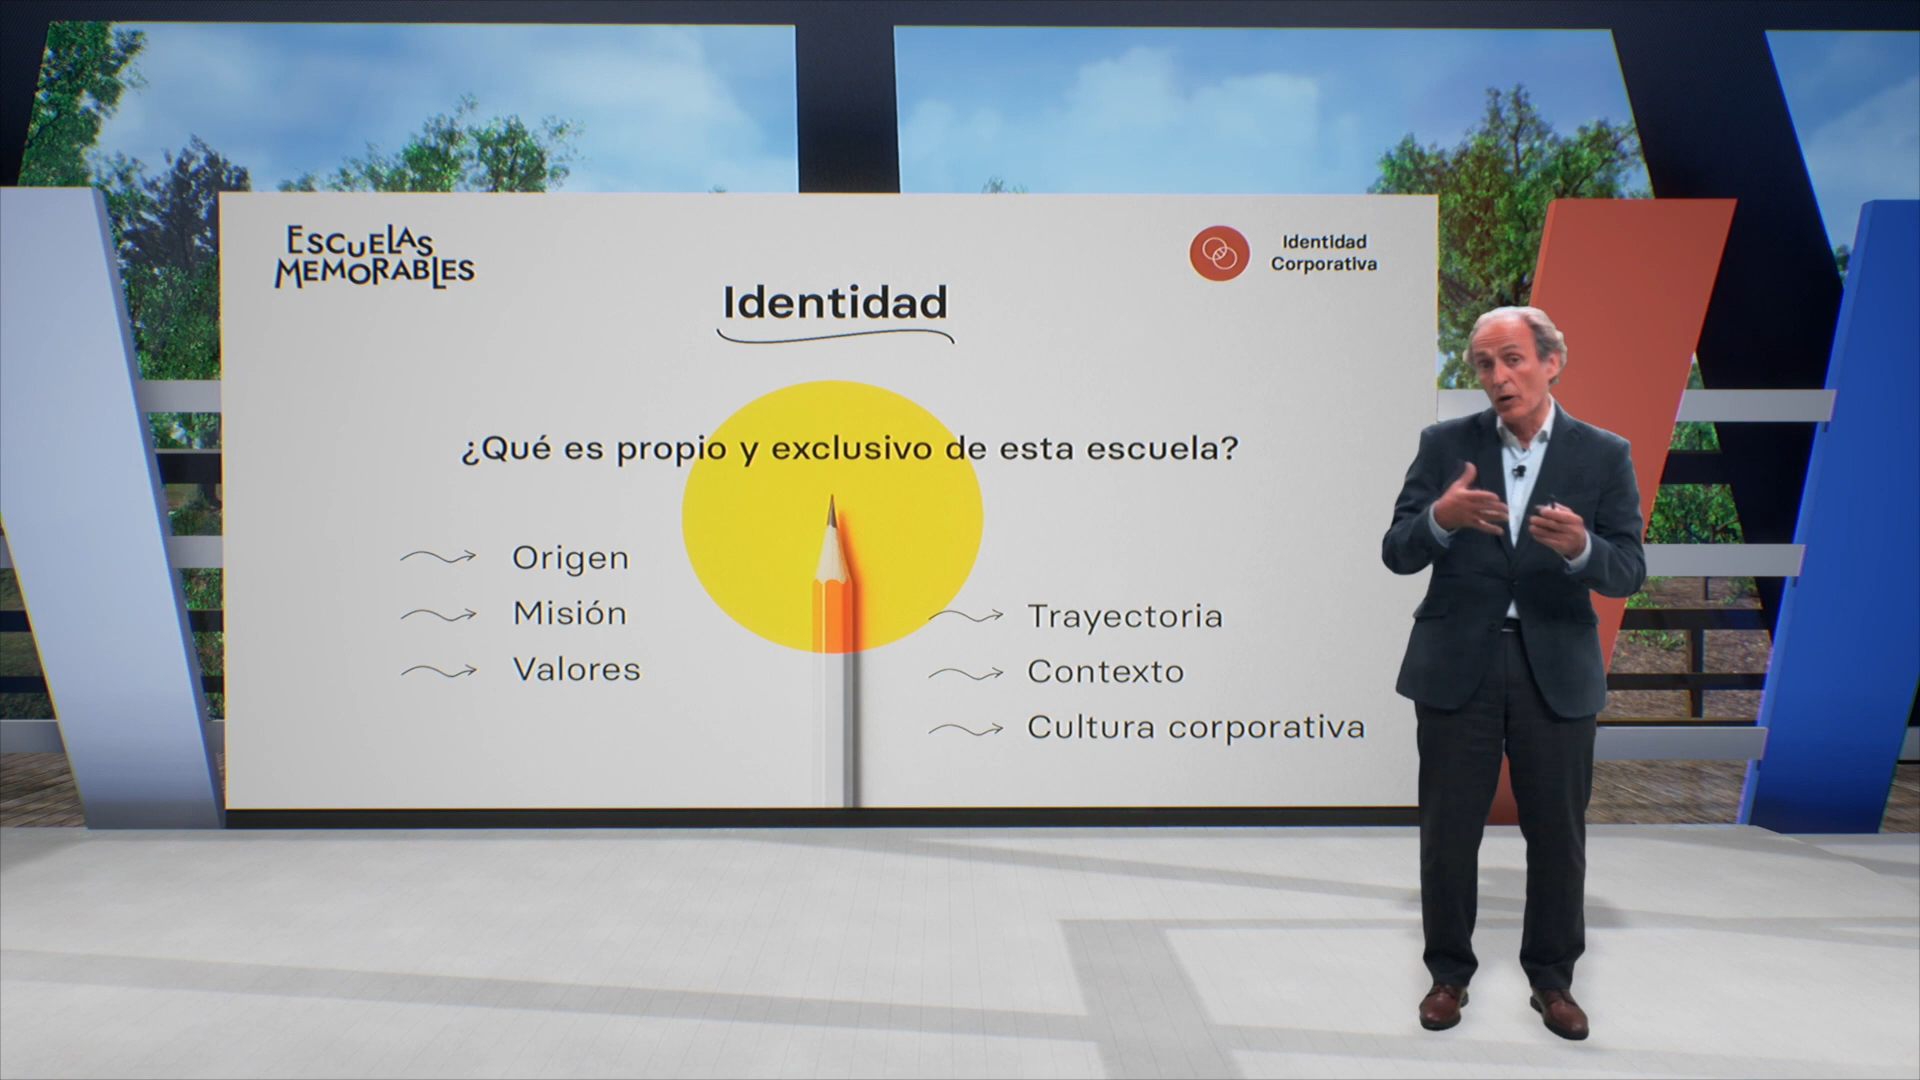 ESCUELAS
MEMORABLES
Identidad
Corporativa
Identidad
¿Qué es propio y exclusivo de esta escuela?
Origen
Misión
Valores
Trayectoria
Contexto
Cultura corporativa